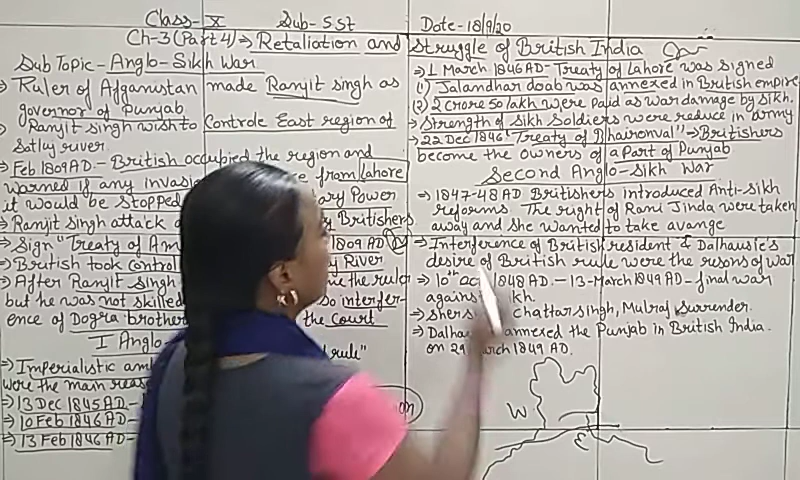 Class- X Sub- S.St Date- 18/9/20
Ch-3 (Part 4) ⇒ Retaliation and Struggle of British India
Sub Topic - Anglo-Sikh War
⇒ Ruler of Afganistan made Ranjit singh as
governor of Punjab
⇒ Ranjit singh wish to Controle East region of
Satluj river.
⇒ Feb 1809 AD. - British occupied the region and
warned if any from Lahore
it would be stopped Power
⇒ Ranjit singh attack by Britishers
⇒ Sign "Treaty of Am 1809 AD
⇒ British took control River
⇒ After Ranjit singh the ruler
but he was not skilled so interfer-
ence of Dogra brother the Court
I Anglo-
⇒ Imperialistic rule"
were the main
⇒ 13 Dec 1845 AD -
⇒ 10 Feb 1846 AD -
⇒ 13 Feb 1846 AD - on
⇒ 1 March 1846 AD - Treaty of Lahore was signed
(1) Jalandhar doab was annexed in British empire
(2) 2 crore 50 lakh were paid as war damage by Sikh.
⇒ Strength of Sikh Soldiers were reduce in army
⇒ 22 Dec 1846 "Treaty of Bhaironval" ⇒ Britishers
become the owners of a Part of Punjab
Second Anglo-Sikh War
⇒ 1847-48 AD Britishers introduced Anti-Sikh
reforms. The right of Rani Jinda were taken
away and she wanted to take avange
⇒ Interference of British resident & Dalhausie's
desire of British rule were the resons of war
⇒ 10th Oct 1848 AD. - 13-March 1849 AD - final war
against
⇒ Shers Chattar singh, Mulraj surrender.
⇒ Dalhau annexed the Punjab in British India.
on 29 March 1849 AD.
W
E